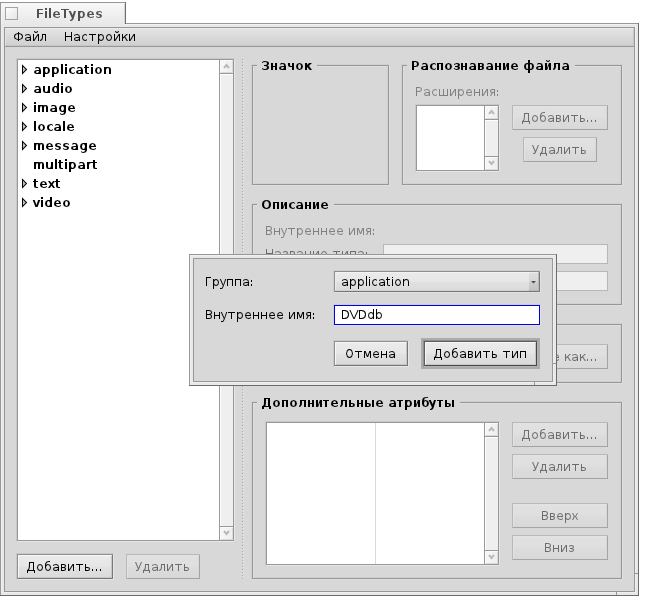 FileTypes
Файл Настройки
application
audio
image
locale
message
multipart
text
video
Добавить... Удалить
Значок
Распознавание файла
Расширения:
Добавить...
Удалить
Описание
Внутреннее имя:
Название типа:
Группа: application
Внутреннее имя: DVDdb
Отмена Добавить тип
как...
Дополнительные атрибуты
Добавить...
Удалить
Вверх
Вниз